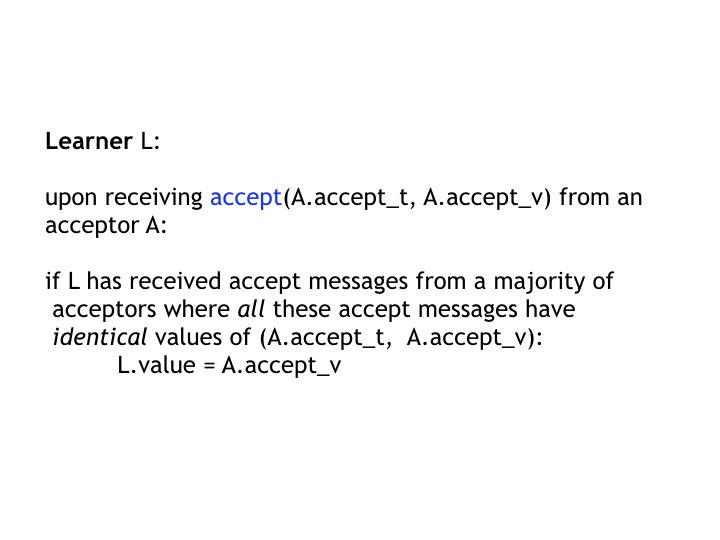 Learner L:
upon receiving accept(A.accept_t, A.accept_v) from an
acceptor A:
if L has received accept messages from a majority of
acceptors where all these accept messages have
identical values of (A.accept_t, A.accept_v):
L.value = A.accept_v